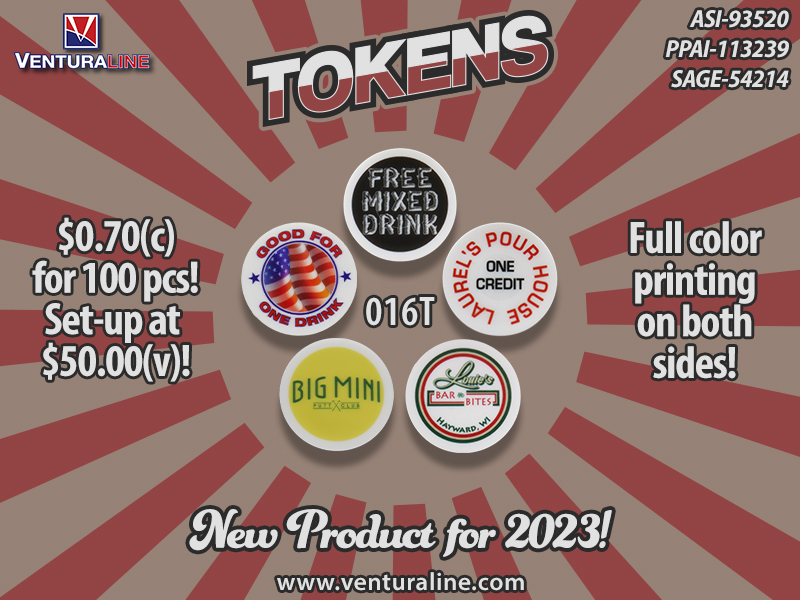 VENTURALINE
TOKENS
ASI-93520
PPAI-113239
SAGE-54214
$0.70(c)
for 100 pcs!
Set-up at
$50.00(v)!
FREE
MIXED
DRINK
GOOD FOR
ONE DRINK
LAUREL'S POUR HOUSE
ONE
CREDIT
016T
BIG MINI
Louie's
BAR
BITES
HAYWARD, WI
Full color
printing
on both
sides!
New Product for 2023!
www.venturaline.com